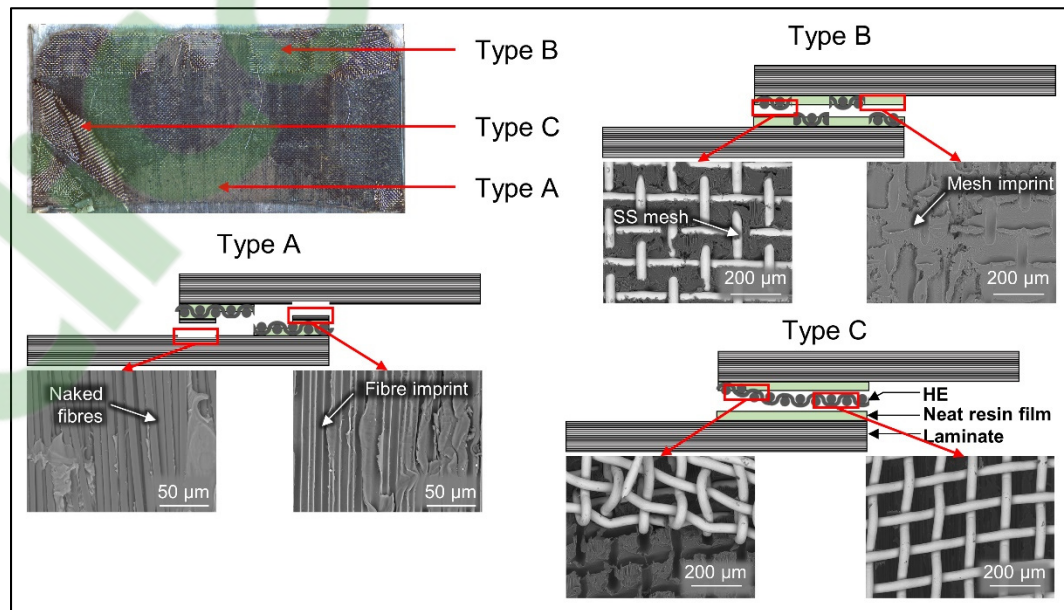 Type B
Type C
Type A
Type B
SS mesh
200 µm
Mesh imprint
200 µm
Type A
Naked
fibres
50 µm
Fibre imprint
50 µm
Type C
HE
Neat resin film
Laminate
200 µm
200 µm